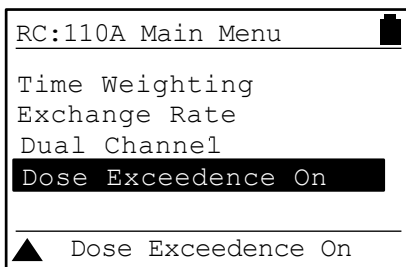 RC:110A Main Menu
Time Weighting
Exchange Rate
Dual Channel
Dose Exceedence On
Dose Exceedence On